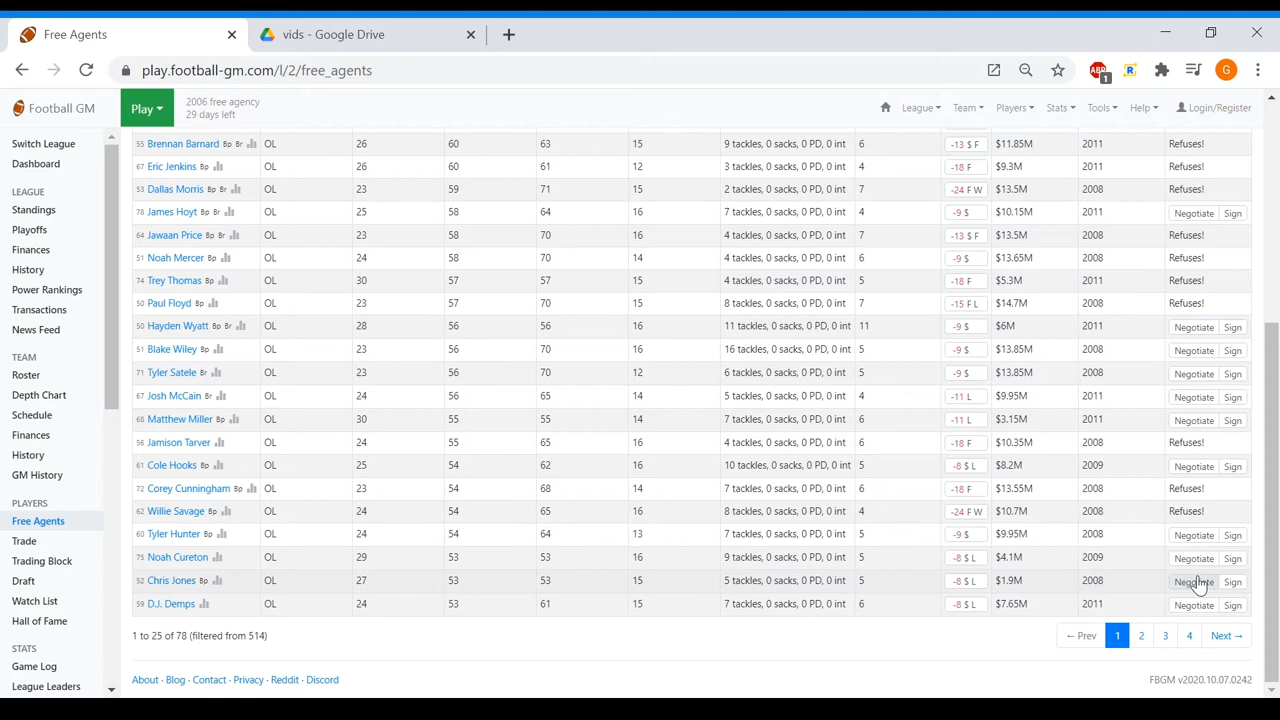 Free Agents
vids - Google Drive
play.football-gm.com/l/2/free_agents
ABP 1 R G
Football GM Play 2006 free agency 29 days left League Team Players Stats Tools Help Login/Register
Switch League
Dashboard
LEAGUE
Standings
Playoffs
Finances
History
Power Rankings
Transactions
News Feed
TEAM
Roster
Depth Chart
Schedule
Finances
History
GM History
PLAYERS
Free Agents
Trade
Trading Block
Draft
Watch List
Hall of Fame
STATS
Game Log
League Leaders
55 Brennan Barnard Bp Br OL 26 60 63 15 9 tackles, 0 sacks, 0 PD, 0 int 6 -13 $ F $11.85M 2011 Refuses!
67 Eric Jenkins Bp OL 26 60 61 12 3 tackles, 0 sacks, 0 PD, 0 int 4 -18 F $9.3M 2011 Refuses!
53 Dallas Morris Bp Br OL 23 59 71 15 2 tackles, 0 sacks, 0 PD, 0 int 7 -24 F W $13.5M 2008 Refuses!
78 James Hoyt Bp Br OL 25 58 64 16 7 tackles, 0 sacks, 0 PD, 0 int 4 -9 $ $10.15M 2011 Negotiate Sign
64 Jawaan Price Bp Br OL 23 58 70 16 4 tackles, 0 sacks, 0 PD, 0 int 7 -13 $ F $13.5M 2008 Refuses!
51 Noah Mercer Bp OL 24 58 70 14 4 tackles, 0 sacks, 0 PD, 0 int 6 -9 $ $13.65M 2008 Refuses!
74 Trey Thomas Bp OL 30 57 57 15 4 tackles, 0 sacks, 0 PD, 0 int 5 -18 F $5.3M 2011 Refuses!
50 Paul Floyd Bp OL 23 57 70 15 8 tackles, 0 sacks, 0 PD, 0 int 7 -15 F L $14.7M 2008 Refuses!
50 Hayden Wyatt Bp Br OL 28 56 56 16 11 tackles, 0 sacks, 0 PD, 0 int 11 -9 $ $6M 2011 Negotiate Sign
51 Blake Wiley Bp OL 23 56 70 16 16 tackles, 0 sacks, 0 PD, 0 int 5 -9 $ $13.85M 2008 Negotiate Sign
71 Tyler Satele Br OL 23 56 70 12 6 tackles, 0 sacks, 0 PD, 0 int 5 -9 $ $13.85M 2008 Negotiate Sign
67 Josh McCain Br OL 24 56 65 14 5 tackles, 0 sacks, 0 PD, 0 int 4 -11 L $9.95M 2008 Negotiate Sign
68 Matthew Miller Bp OL 30 55 55 14 7 tackles, 0 sacks, 0 PD, 0 int 6 -11 L $3.15M 2011 Negotiate Sign
56 Jamison Tarver OL 24 55 65 16 4 tackles, 0 sacks, 0 PD, 0 int 6 -18 F $10.35M 2008 Refuses!
61 Cole Hooks Bp OL 25 54 62 16 10 tackles, 0 sacks, 0 PD, 0 int 5 -8 $ L $8.2M 2009 Negotiate Sign
72 Corey Cunningham Bp OL 23 54 68 14 7 tackles, 0 sacks, 0 PD, 0 int 6 -18 F $13.55M 2008 Refuses!
62 Willie Savage Bp OL 24 54 65 16 8 tackles, 0 sacks, 0 PD, 0 int 4 -24 F W $10.7M 2008 Refuses!
60 Tyler Hunter Bp OL 24 54 64 13 7 tackles, 0 sacks, 0 PD, 0 int 5 -9 $ $9.95M 2008 Negotiate Sign
75 Noah Cureton OL 29 53 53 16 9 tackles, 0 sacks, 0 PD, 0 int 5 -8 $ L $4.1M 2009 Negotiate Sign
52 Chris Jones Bp OL 27 53 53 15 5 tackles, 0 sacks, 0 PD, 0 int 5 -8 $ L $1.9M 2008 Negotiate Sign
59 D.J. Demps OL 24 53 61 15 7 tackles, 0 sacks, 0 PD, 0 int 6 -8 $ L $7.65M 2011 Negotiate Sign
1 to 25 of 78 (filtered from 514) ← Prev 1 2 3 4 Next →
About · Blog · Contact · Privacy · Reddit · Discord FBGM v2020.10.07.0242